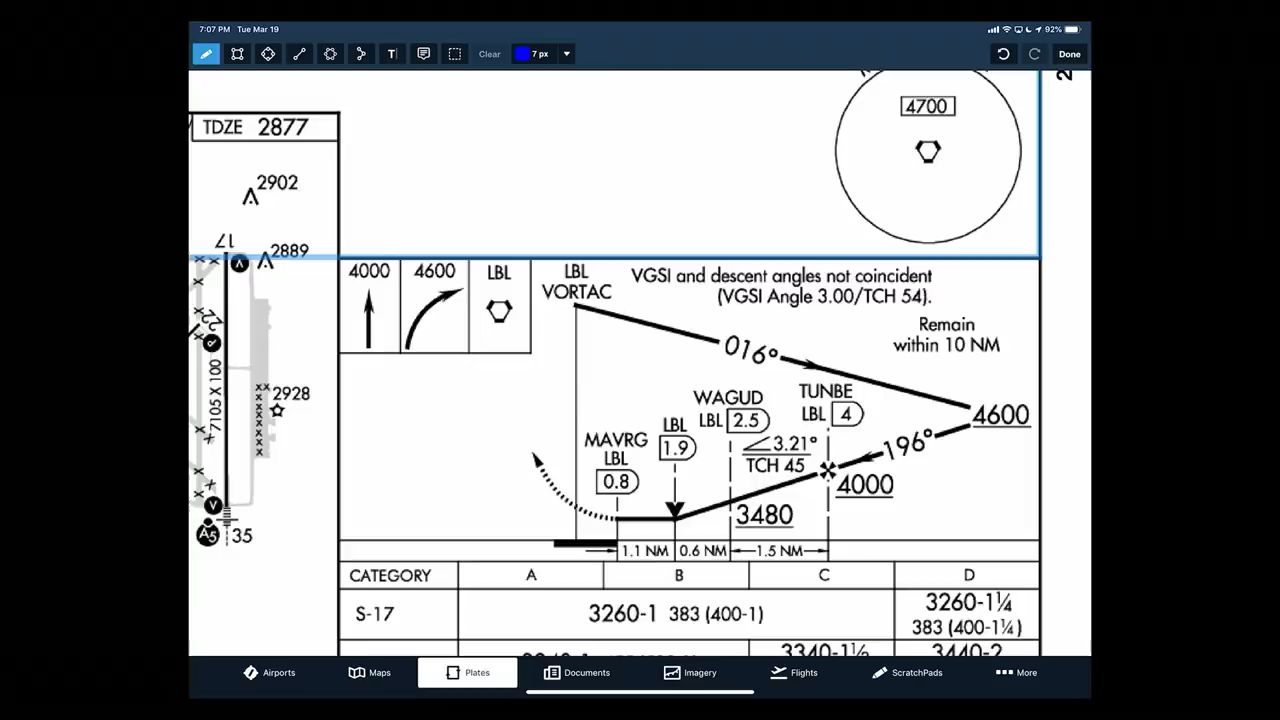 7:07 PM Tue Mar 19
92%
T
Clear
7 px
Done
2
4700
TDZE 2877
2902
17
2889
22
P
7105 X 100
2928
V
A5
35
4000
4600
LBL
LBL
VORTAC
VGSI and descent angles not coincident
(VGSI Angle 3.00/TCH 54).
Remain
within 10 NM
016°
4600
196°
TUNBE
LBL 4
WAGUD
LBL 2.5
LBL
1.9
MAVRG
LBL
0.8
3.21°
TCH 45
4000
3480
1.1 NM
0.6 NM
1.5 NM
CATEGORY A B C D
S-17
3260-1 383 (400-1)
3260-1¼
383 (400-1¼)
3340-1½
3440-2
Airports
Maps
Plates
Documents
Imagery
Flights
ScratchPads
More